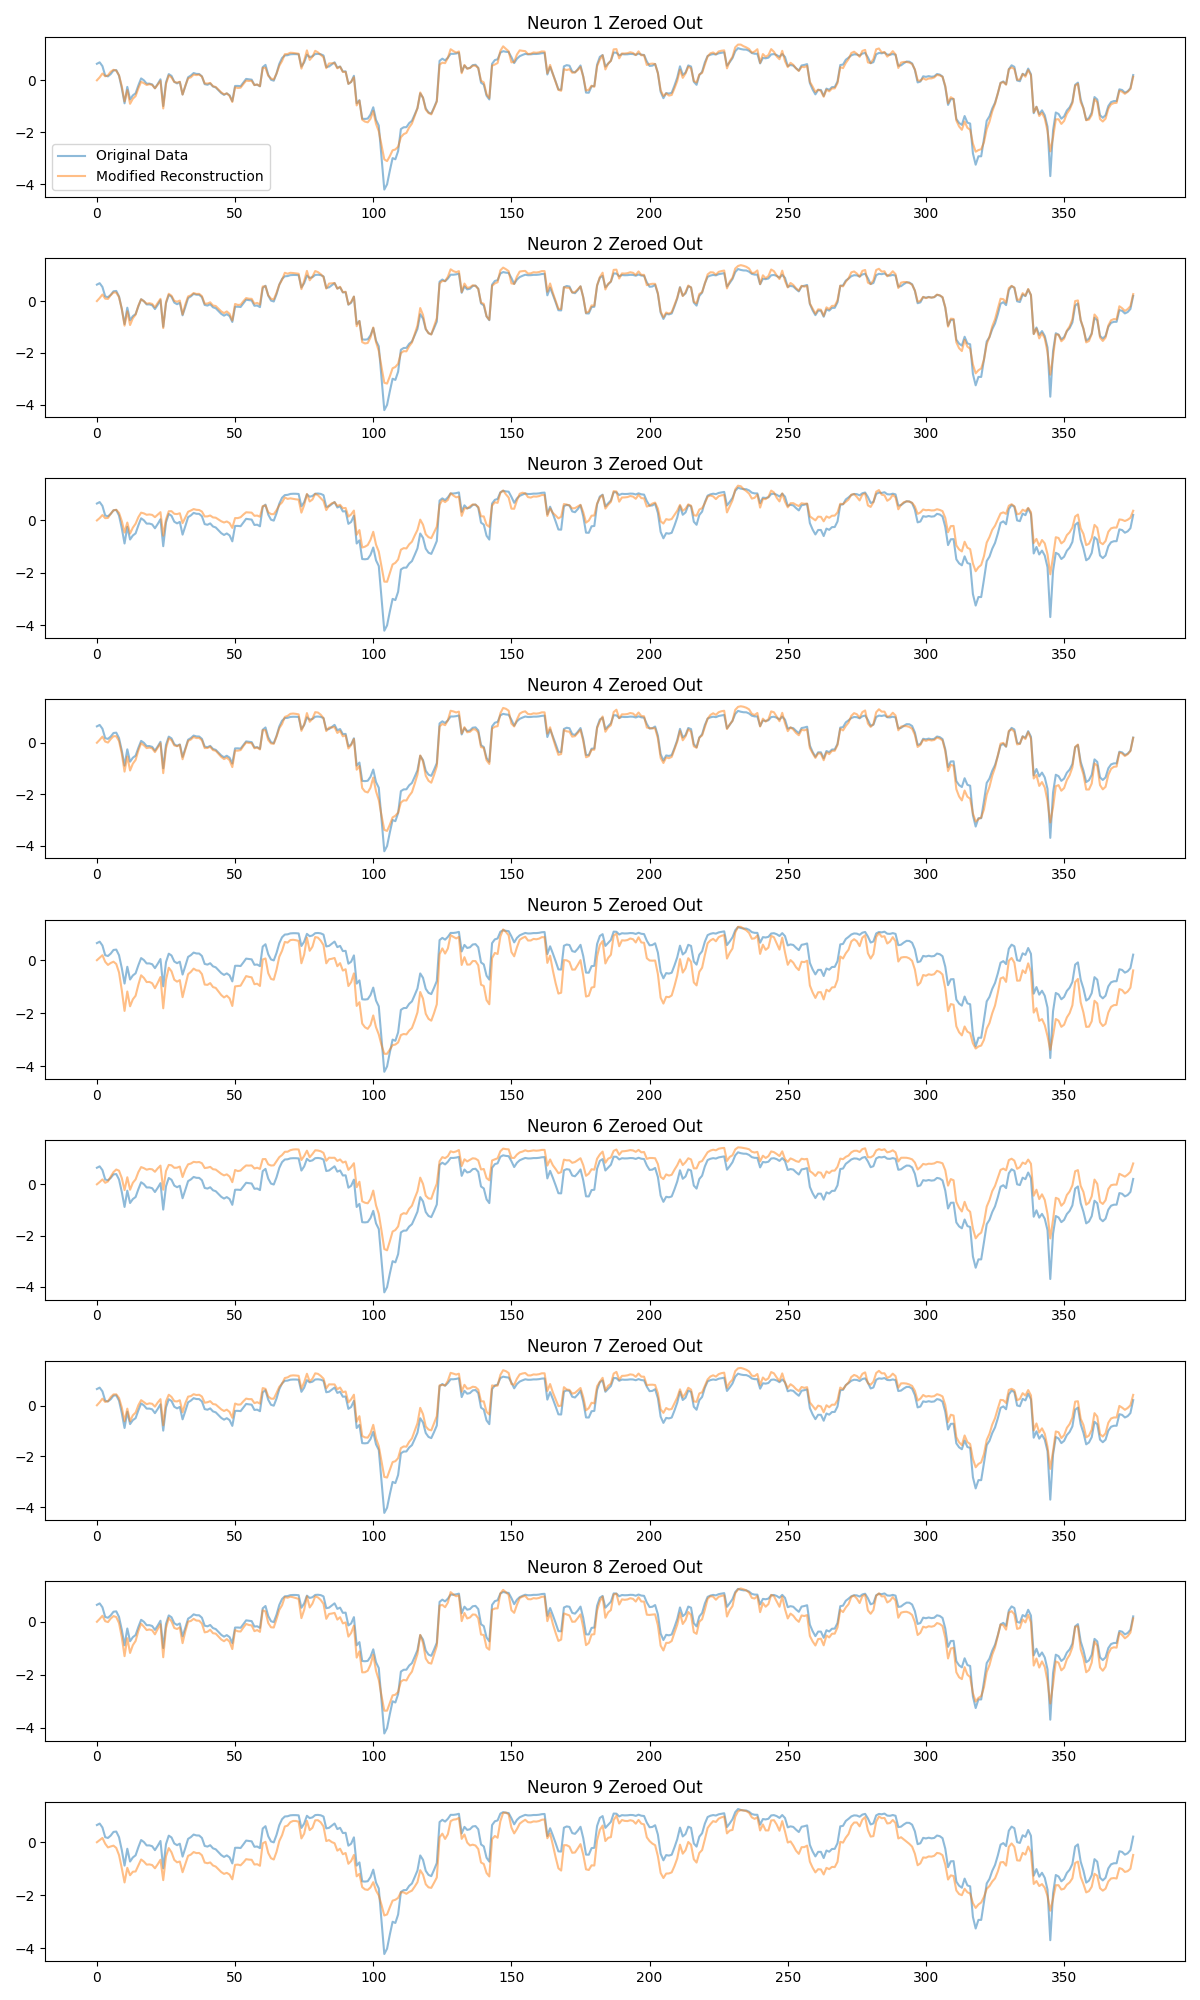 Neuron 1 Zeroed Out
0
−2
−4
Original Data
Modified Reconstruction
0 50 100 150 200 250 300 350
Neuron 2 Zeroed Out
0
−2
−4
0 50 100 150 200 250 300 350
Neuron 3 Zeroed Out
0
−2
−4
0 50 100 150 200 250 300 350
Neuron 4 Zeroed Out
0
−2
−4
0 50 100 150 200 250 300 350
Neuron 5 Zeroed Out
0
−2
−4
0 50 100 150 200 250 300 350
Neuron 6 Zeroed Out
0
−2
−4
0 50 100 150 200 250 300 350
Neuron 7 Zeroed Out
0
−2
−4
0 50 100 150 200 250 300 350
Neuron 8 Zeroed Out
0
−2
−4
0 50 100 150 200 250 300 350
Neuron 9 Zeroed Out
0
−2
−4
0 50 100 150 200 250 300 350